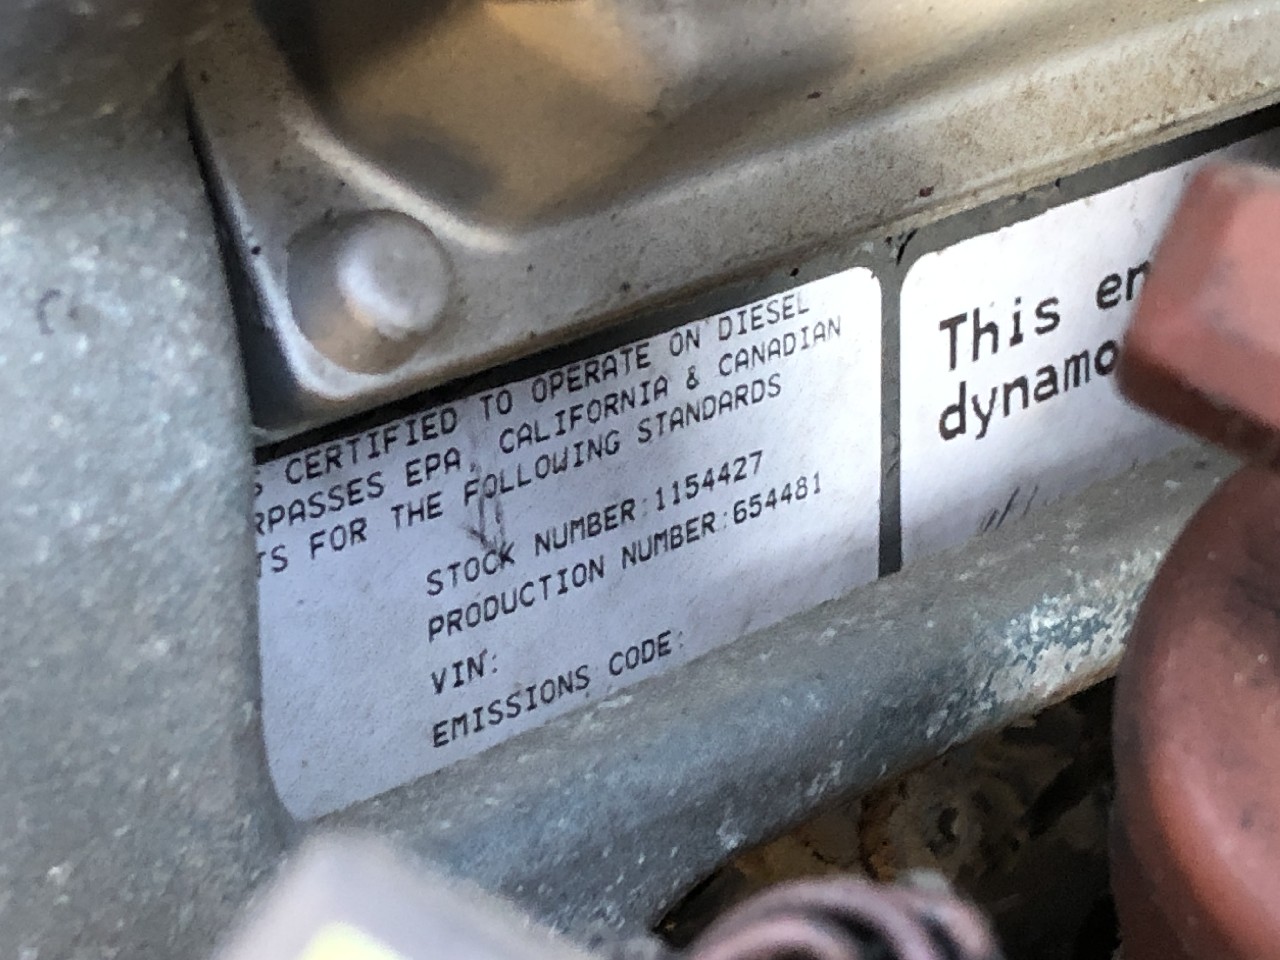 CERTIFIED TO OPERATE ON DIESEL
RPASSES EPA, CALIFORNIA & CANADIAN
TS FOR THE FOLLOWING STANDARDS
STOCK NUMBER:1154427
PRODUCTION NUMBER:654481
VIN:
EMISSIONS CODE:
This en
dynamo